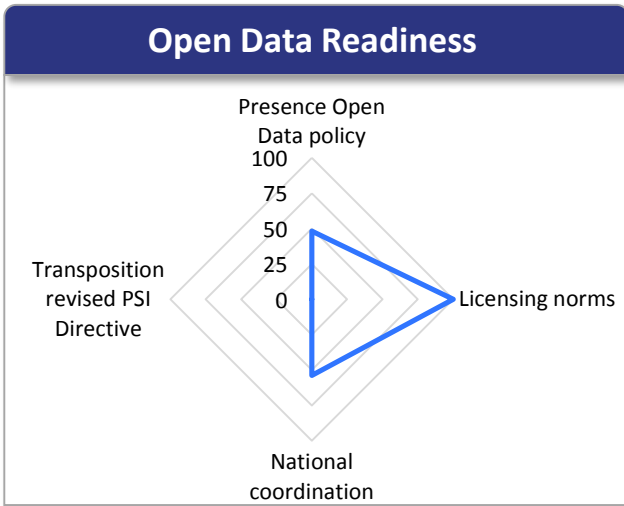 Open Data Readiness
Presence Open
Data policy
100
75
50
25
0
Transposition
revised PSI
Directive
Licensing norms
National
coordination